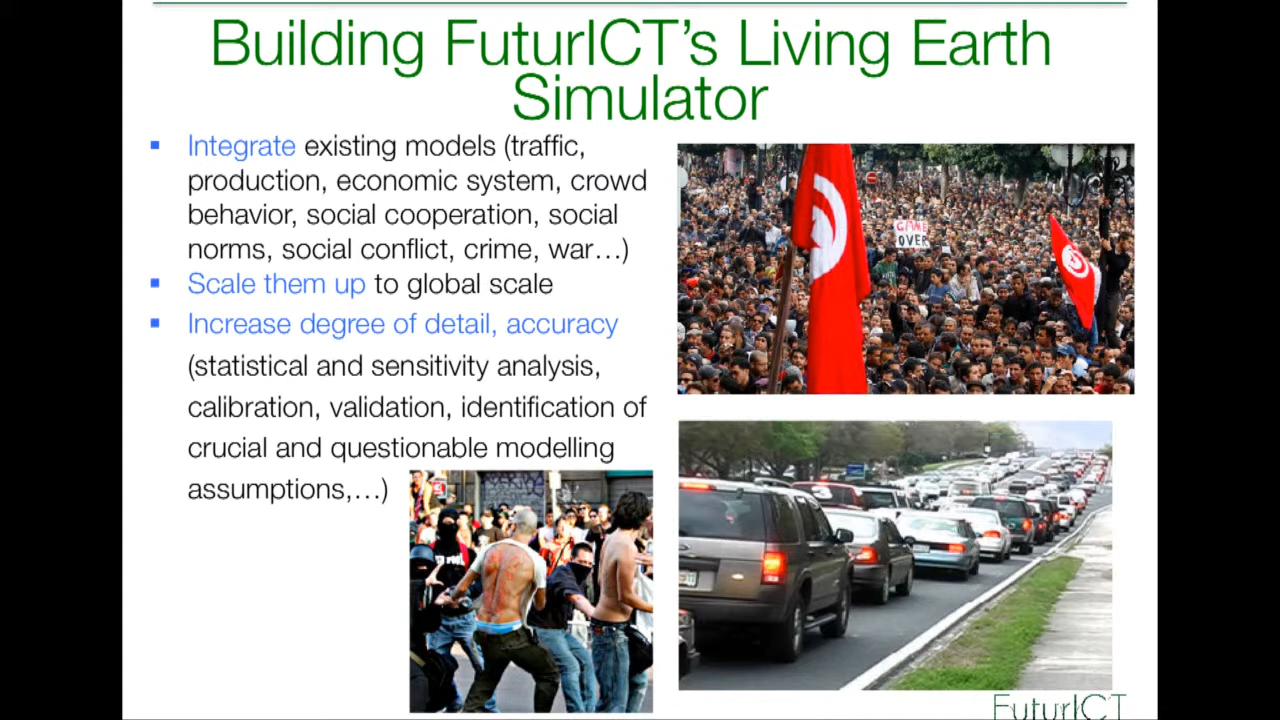 Building FuturICT's Living Earth
Simulator
Integrate existing models (traffic,
production, economic system, crowd
behavior, social cooperation, social
norms, social conflict, crime, war…)
Scale them up to global scale
Increase degree of detail, accuracy
(statistical and sensitivity analysis,
calibration, validation, identification of
crucial and questionable modelling
assumptions,…)
GAME
OVER
FuturICT